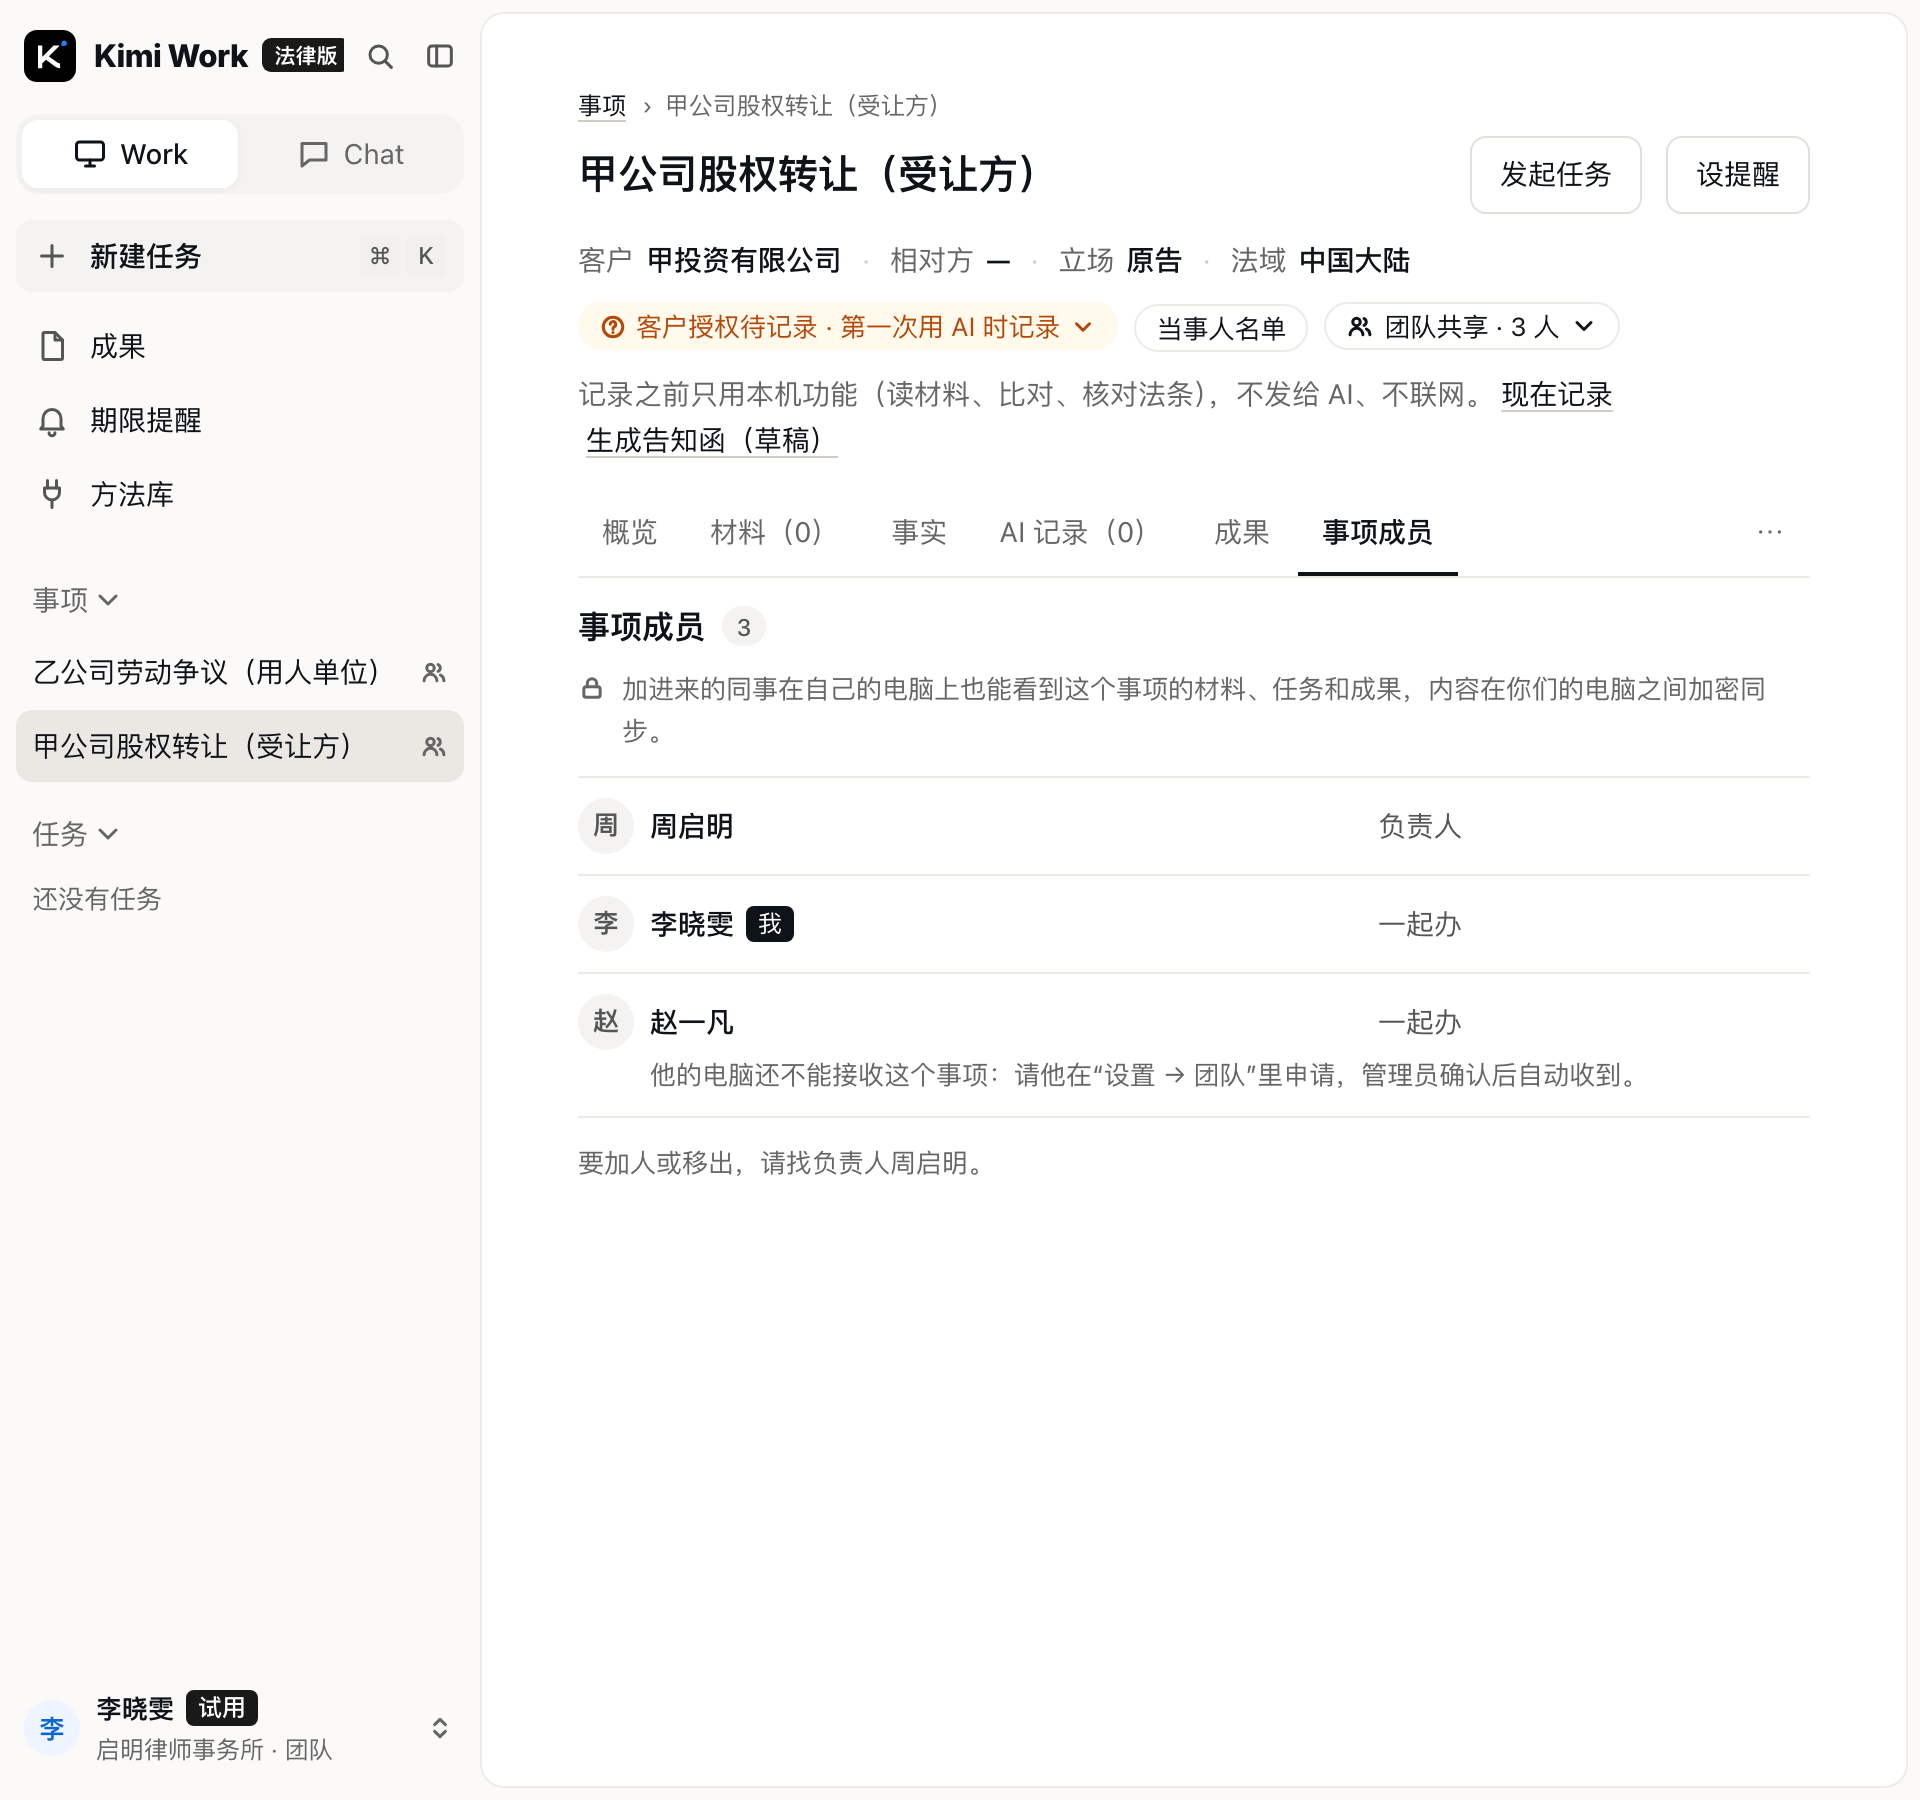 Kimi Work 法律版
Work
Chat
新建任务 ⌘ K
成果
期限提醒
方法库
事项
乙公司劳动争议（用人单位）
甲公司股权转让（受让方）
任务
还没有任务
李 李晓雯 试用
启明律师事务所 · 团队
事项 › 甲公司股权转让（受让方）
甲公司股权转让（受让方）
发起任务
设提醒
客户 甲投资有限公司 · 相对方 — · 立场 原告 · 法域 中国大陆
客户授权待记录 · 第一次用 AI 时记录
当事人名单
团队共享 · 3 人
记录之前只用本机功能（读材料、比对、核对法条），不发给 AI、不联网。 现在记录
生成告知函（草稿）
概览 材料（0） 事实 AI 记录（0） 成果 事项成员 ···
事项成员 3
加进来的同事在自己的电脑上也能看到这个事项的材料、任务和成果，内容在你们的电脑之间加密同
步。
周 周启明 负责人
李 李晓雯 我 一起办
赵 赵一凡 一起办
他的电脑还不能接收这个事项：请他在“设置 → 团队”里申请，管理员确认后自动收到。
要加人或移出，请找负责人周启明。